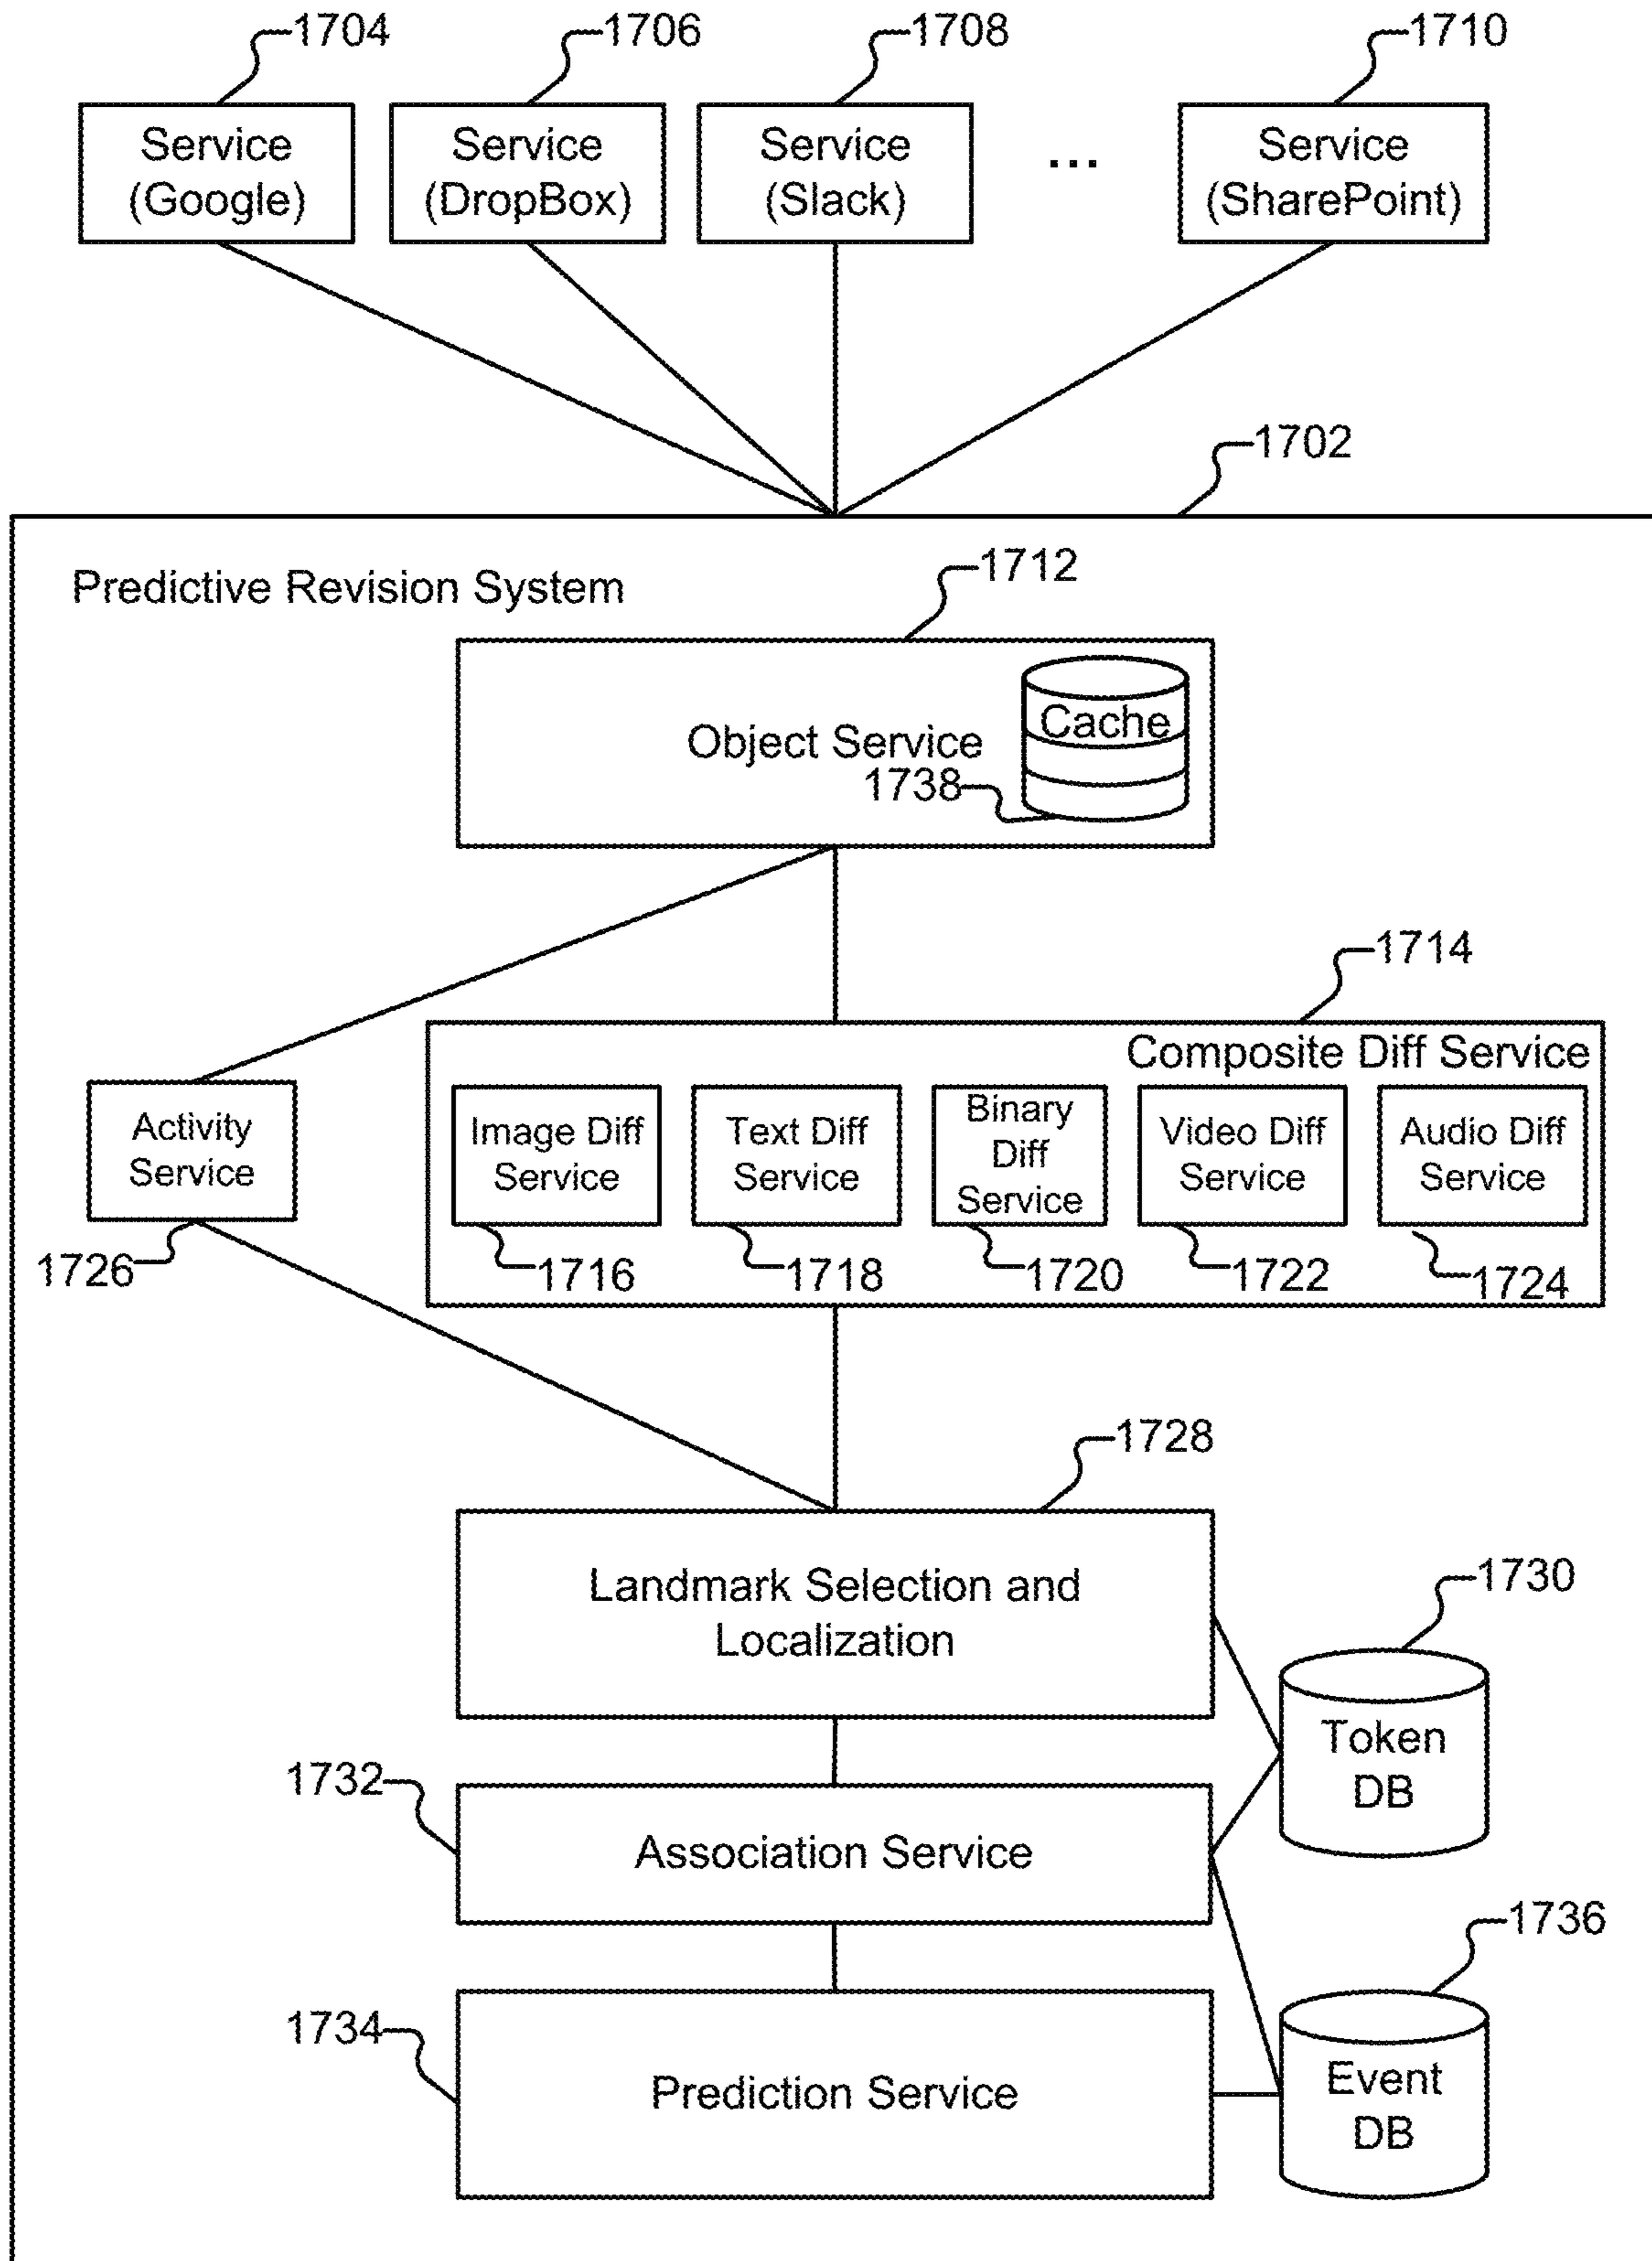 1704
1706
1708
1710
Service
(Google)
Service
(DropBox)
Service
(Slack)
...
Service
(SharePoint)
1702
Predictive Revision System
1712
Object Service
Cache
1738
1714
Composite Diff Service
Activity
Service
1726
Image Diff
Service
1716
Text Diff
Service
1718
Binary
Diff
Service
1720
Video Diff
Service
1722
Audio Diff
Service
1724
1728
Landmark Selection and
Localization
1730
Token
DB
1732
Association Service
1736
1734
Prediction Service
Event
DB